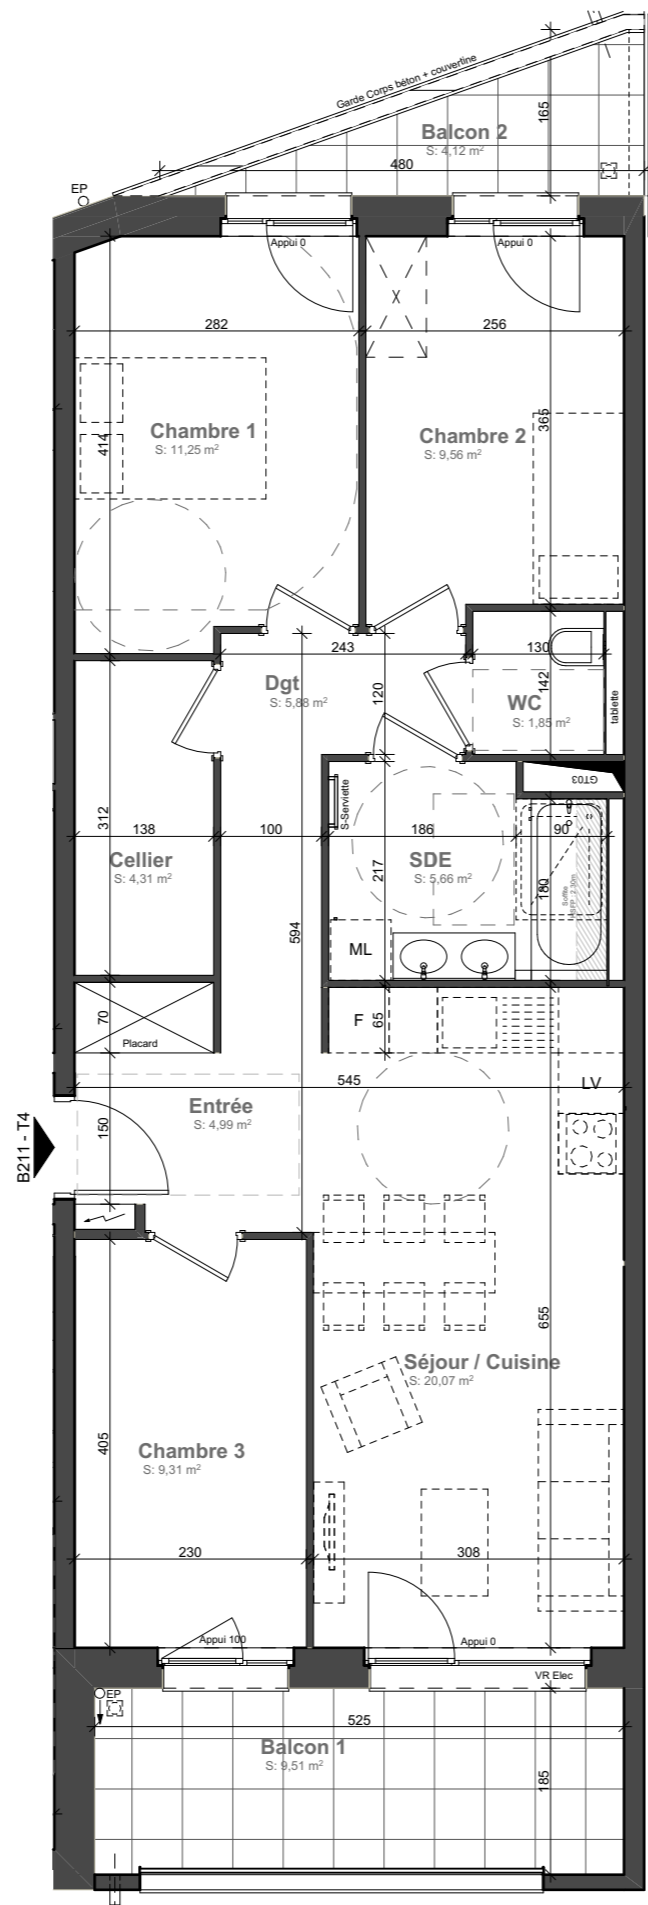 Garde Corps béton + couvertine
165
Balcon 2
S: 4,12 m²
480
EP
Appui 0
Appui 0
282
256
414
365
Chambre 1
S: 11,25 m²
Chambre 2
S: 9,56 m²
243
130
Dgt
S: 5,88 m²
120
142
WC
S: 1,85 m²
tablette
GT03
S-Serviette
312
138
100
186
90
Cellier
S: 4,31 m²
SDE
S: 5,66 m²
217
180
Soffite
HSFP : 2.30m
594
ML
70
Placard
F
65
LV
545
B211 - T4
150
Entrée
S: 4,99 m²
655
Séjour / Cuisine
S: 20,07 m²
405
Chambre 3
S: 9,31 m²
230
308
Appui 100
Appui 0
VR Elec
EP
525
Balcon 1
S: 9,51 m²
185